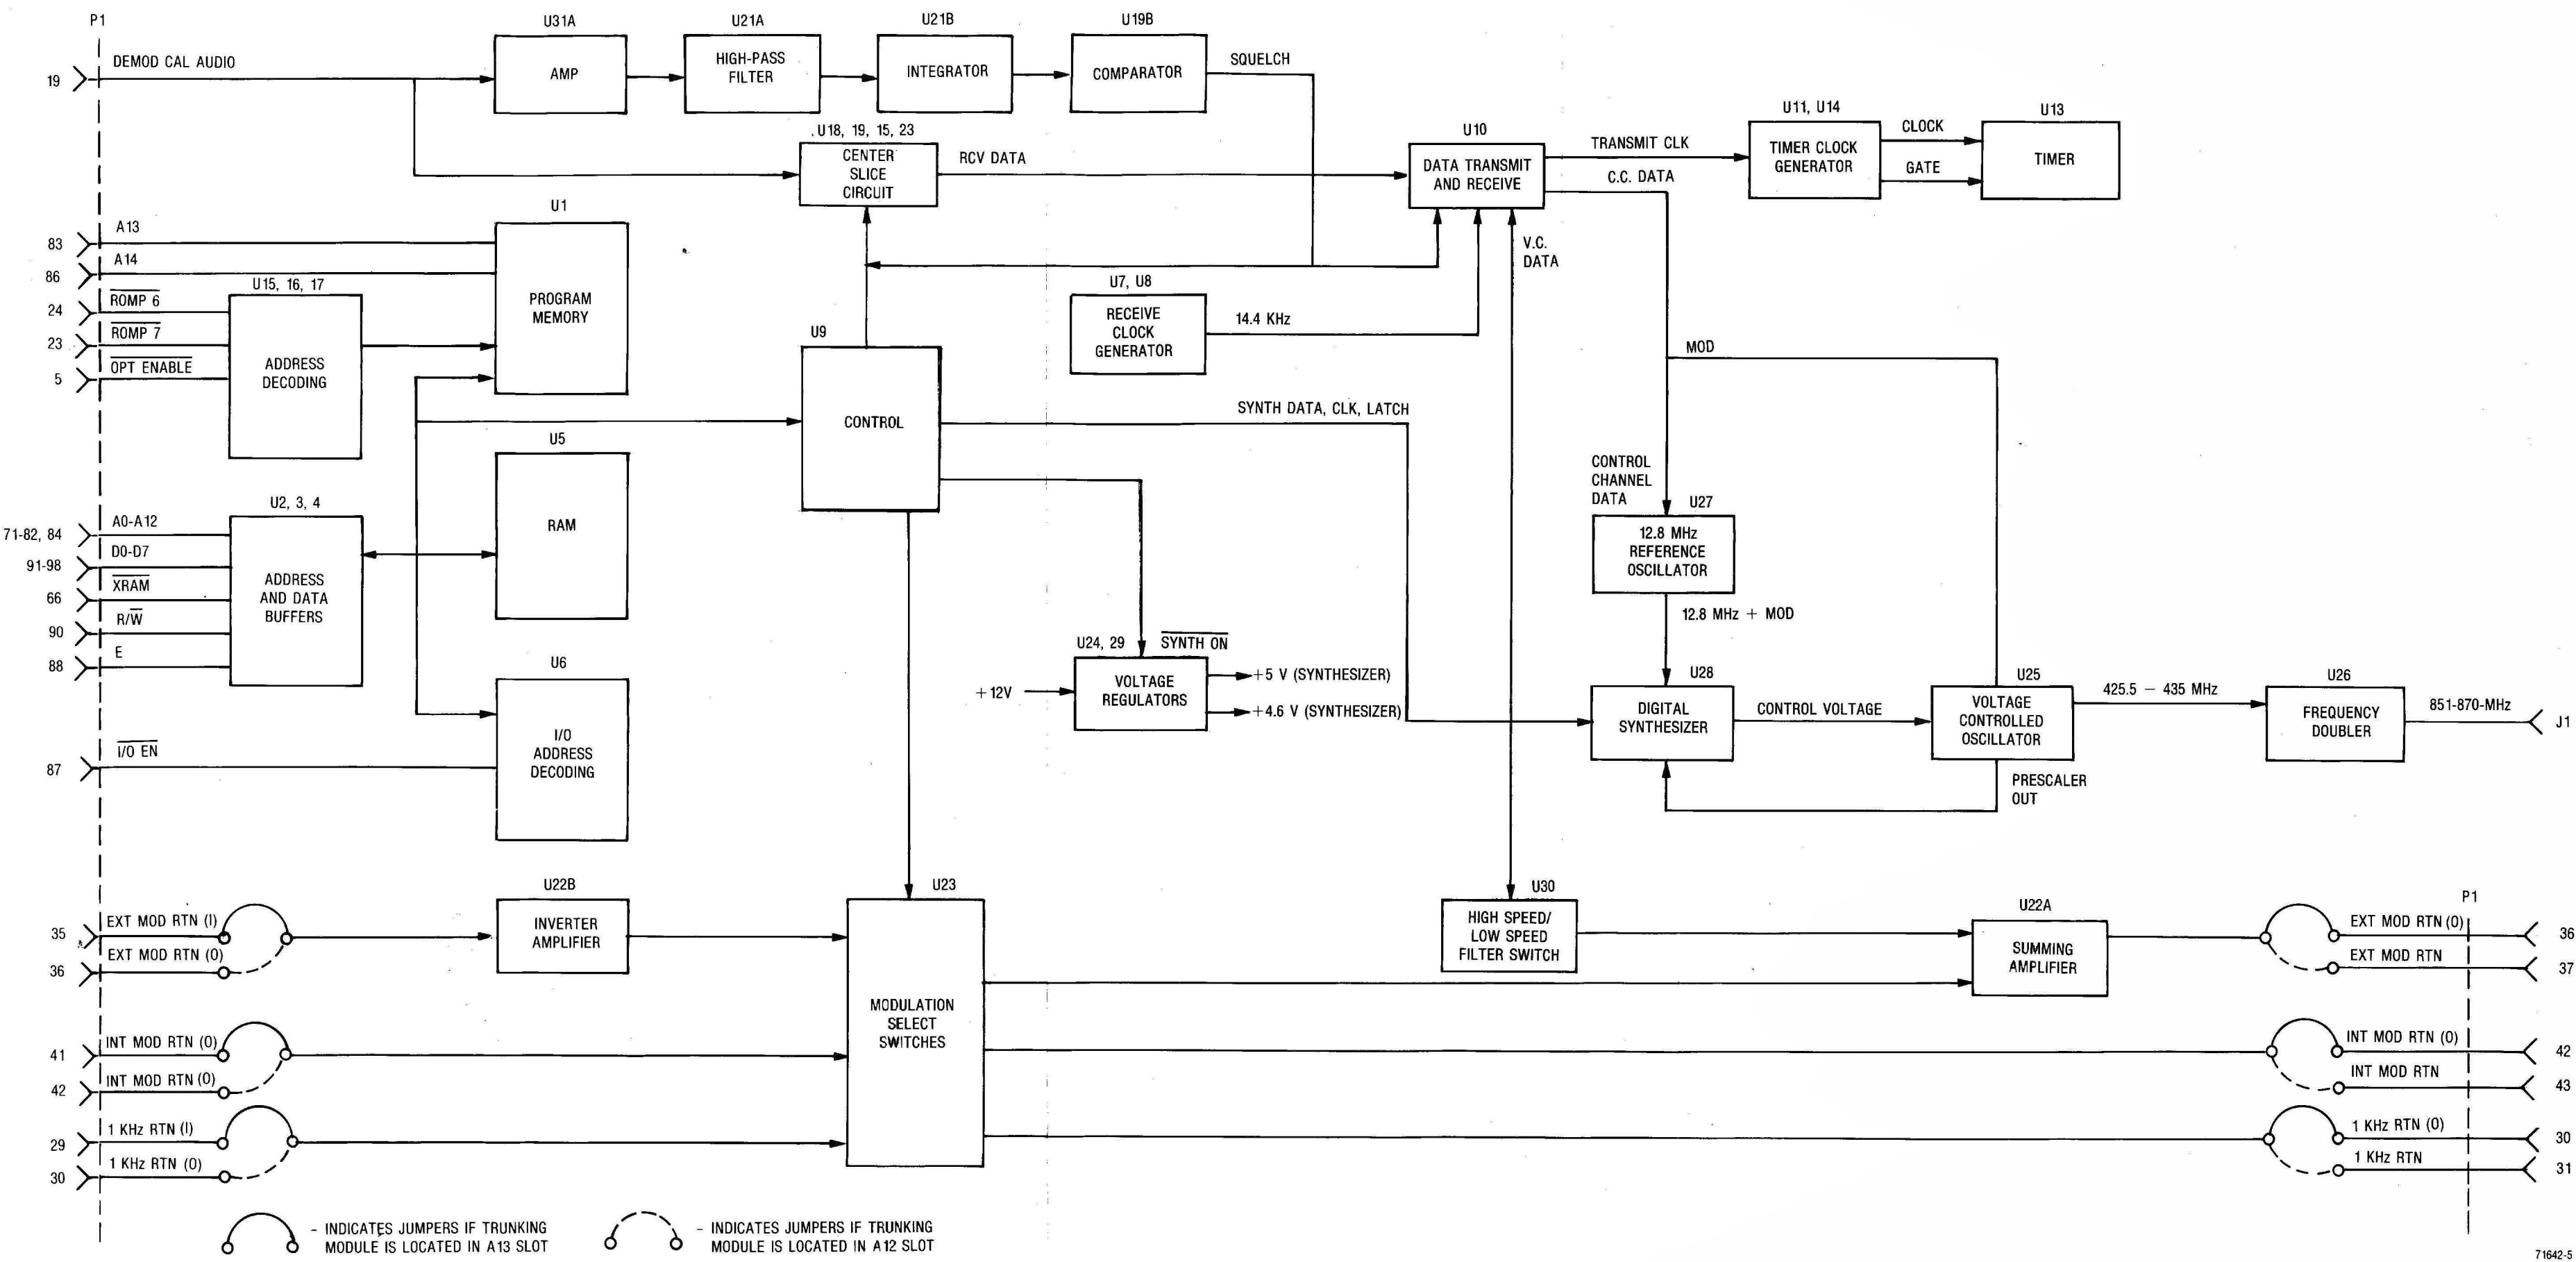 P1
U31A
U21A
U21B
U19B
19
DEMOD CAL AUDIO
AMP
HIGH-PASS
FILTER
INTEGRATOR
COMPARATOR
SQUELCH
U18, 19, 15, 23
CENTER
SLICE
CIRCUIT
RCV DATA
U10
DATA TRANSMIT
AND RECEIVE
TRANSMIT CLK
C.C. DATA
U11, U14
TIMER CLOCK
GENERATOR
CLOCK
GATE
U13
TIMER
83
A13
86
A14
U1
PROGRAM
MEMORY
U15, 16, 17
24
ROMP 6
23
ROMP 7
5
OPT ENABLE
ADDRESS
DECODING
V.C.
DATA
U7, U8
RECEIVE
CLOCK
GENERATOR
14.4 KHz
U9
CONTROL
MOD
SYNTH DATA, CLK, LATCH
U5
RAM
CONTROL
CHANNEL
DATA
U27
12.8 MHz
REFERENCE
OSCILLATOR
12.8 MHz + MOD
U2, 3, 4
71-82, 84
A0-A12
91-98
D0-D7
66
XRAM
90
R/W
88
E
ADDRESS
AND DATA
BUFFERS
U24, 29
SYNTH ON
+12V
VOLTAGE
REGULATORS
+5 V (SYNTHESIZER)
+4.6 V (SYNTHESIZER)
U28
DIGITAL
SYNTHESIZER
CONTROL VOLTAGE
U25
VOLTAGE
CONTROLLED
OSCILLATOR
425.5 – 435 MHz
U26
FREQUENCY
DOUBLER
851-870-MHz
J1
PRESCALER
OUT
U6
I/O
ADDRESS
DECODING
87
I/O EN
35
EXT MOD RTN (I)
36
EXT MOD RTN (O)
U22B
INVERTER
AMPLIFIER
U23
MODULATION
SELECT
SWITCHES
U30
HIGH SPEED/
LOW SPEED
FILTER SWITCH
U22A
SUMMING
AMPLIFIER
P1
EXT MOD RTN (O)
36
EXT MOD RTN
37
41
INT MOD RTN (O)
42
INT MOD RTN (O)
INT MOD RTN (O)
42
INT MOD RTN
43
29
1 KHz RTN (I)
30
1 KHz RTN (O)
1 KHz RTN (O)
30
1 KHz RTN
31
- INDICATES JUMPERS IF TRUNKING
MODULE IS LOCATED IN A13 SLOT
- INDICATES JUMPERS IF TRUNKING
MODULE IS LOCATED IN A12 SLOT
71642-5